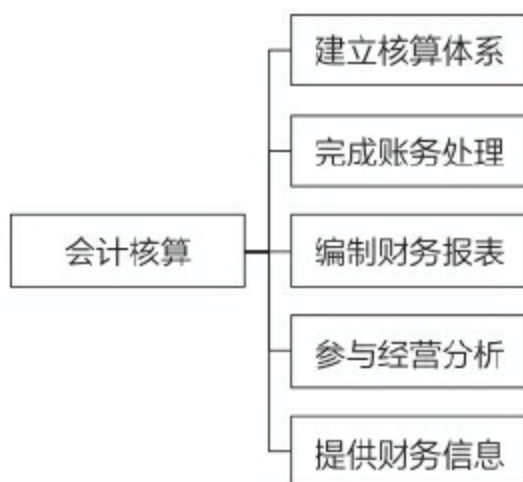 会计核算
建立核算体系
完成账务处理
编制财务报表
参与经营分析
提供财务信息